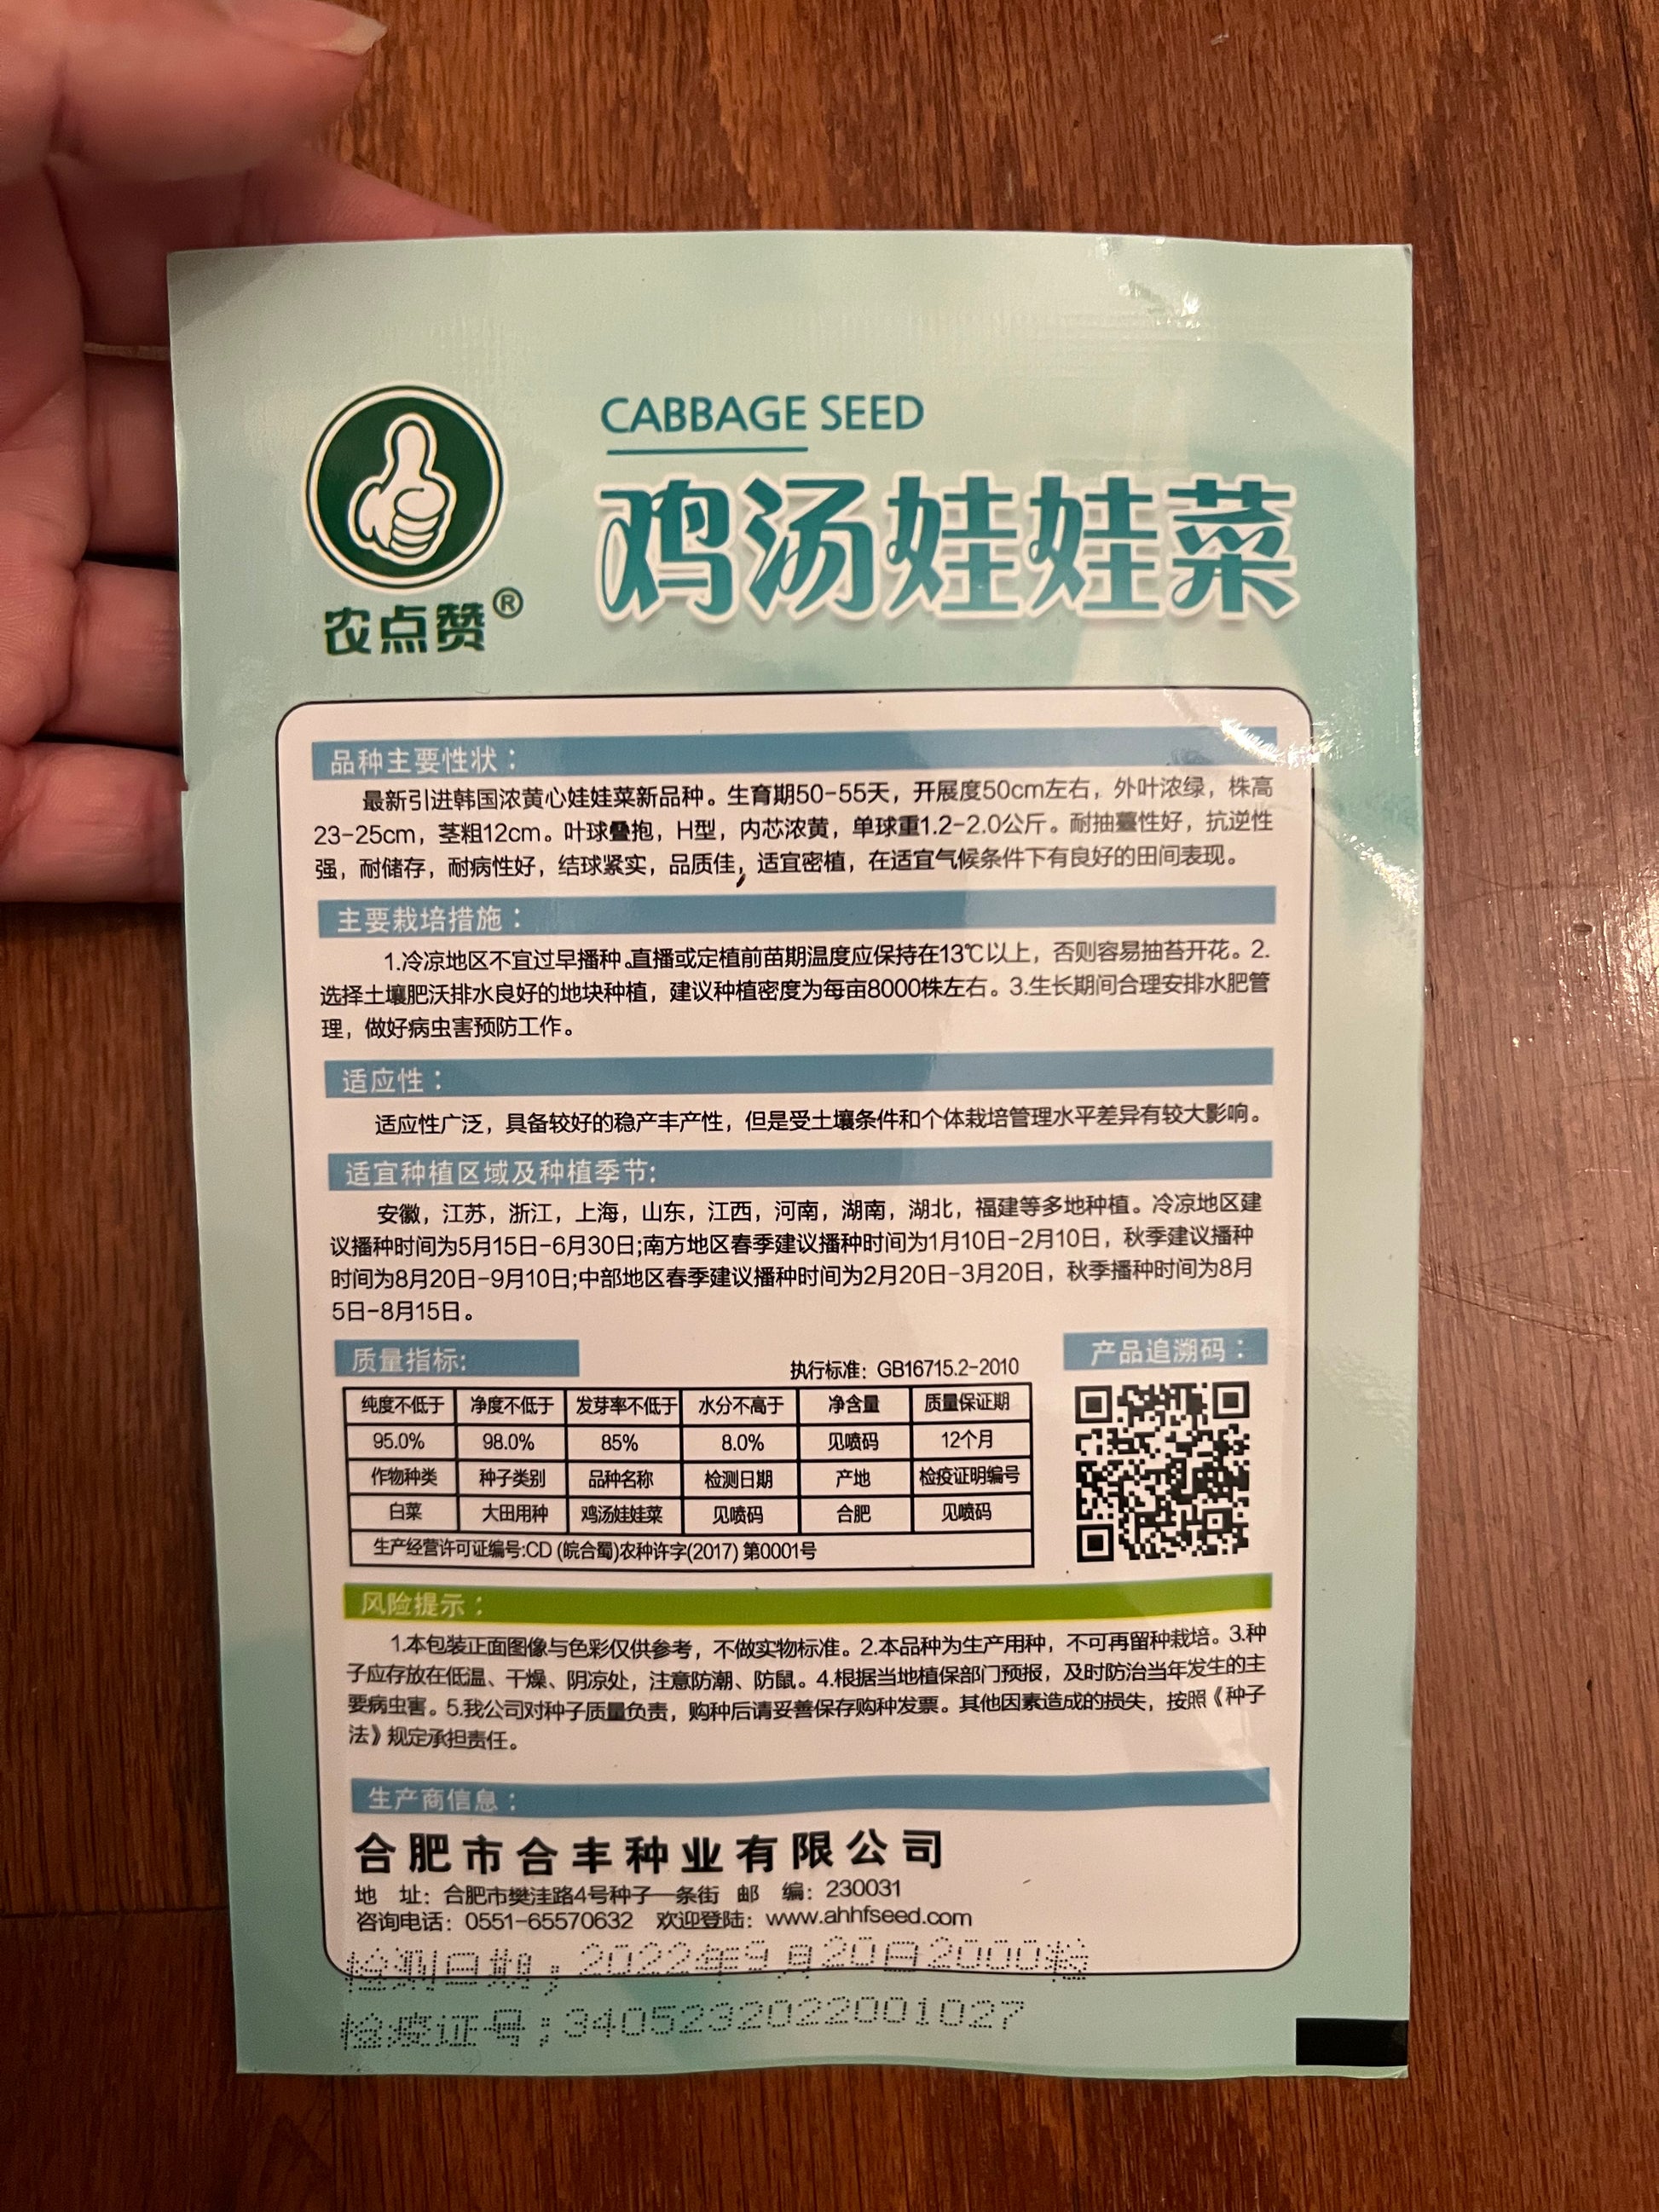 CABBAGE SEED
鸡汤娃娃菜
农点赞®
品种主要性状：
最新引进韩国浓黄心娃娃菜新品种。生育期50-55天，开展度50cm左右，外叶浓绿，株高
23-25cm，茎粗12cm。叶球叠抱，H型，内芯浓黄，单球重1.2-2.0公斤。耐抽薹性好，抗逆性
强，耐储存，耐病性好，结球紧实，品质佳，适宜密植，在适宜气候条件下有良好的田间表现。
主要栽培措施：
1.冷凉地区不宜过早播种。直播或定植前苗期温度应保持在13℃以上，否则容易抽苔开花。2.
选择土壤肥沃排水良好的地块种植，建议种植密度为每亩8000株左右。3.生长期间合理安排水肥管
理，做好病虫害预防工作。
适应性：
适应性广泛，具备较好的稳产丰产性，但是受土壤条件和个体栽培管理水平差异有较大影响。
适宜种植区域及种植季节:
安徽，江苏，浙江，上海，山东，江西，河南，湖南，湖北，福建等多地种植。冷凉地区建
议播种时间为5月15日-6月30日;南方地区春季建议播种时间为1月10日-2月10日，秋季建议播种
时间为8月20日-9月10日;中部地区春季建议播种时间为2月20日-3月20日，秋季播种时间为8月
5日-8月15日。
质量指标:
执行标准：GB16715.2-2010
产品追溯码：
纯度不低于 净度不低于 发芽率不低于 水分不高于 净含量 质量保证期
95.0% 98.0% 85% 8.0% 见喷码 12个月
作物种类 种子类别 品种名称 检测日期 产地 检疫证明编号
白菜 大田用种 鸡汤娃娃菜 见喷码 合肥 见喷码
生产经营许可证编号:CD (皖合蜀)农种许字(2017) 第0001号
风险提示：
1.本包装正面图像与色彩仅供参考，不做实物标准。2.本品种为生产用种，不可再留种栽培。3.种
子应存放在低温、干燥、阴凉处，注意防潮、防鼠。4.根据当地植保部门预报，及时防治当年发生的主
要病虫害。5.我公司对种子质量负责，购种后请妥善保存购种发票。其他因素造成的损失，按照《种子
法》规定承担责任。
生产商信息：
合肥市合丰种业有限公司
地 址：合肥市樊洼路4号种子一条街 邮 编：230031
咨询电话：0551-65570632 欢迎登陆：www.ahhfseed.com
检测日期；2022年9月20日2000粒
检疫证号；3405232022001027